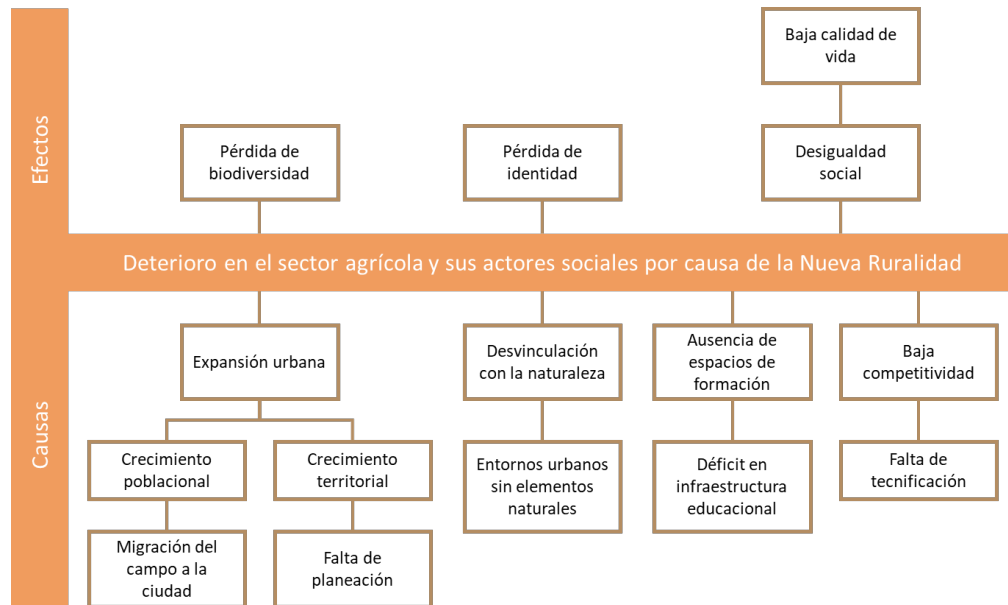 Efectos
Baja calidad de
vida
Pérdida de
biodiversidad
Pérdida de
identidad
Desigualdad
social
Deterioro en el sector agrícola y sus actores sociales por causa de la Nueva Ruralidad
Causas
Expansión urbana
Desvinculación
con la naturaleza
Ausencia de
espacios de
formación
Baja
competitividad
Crecimiento
poblacional
Crecimiento
territorial
Entornos urbanos
sin elementos
naturales
Déficit en
infraestructura
educacional
Falta de
tecnificación
Migración del
campo a la
ciudad
Falta de
planeación